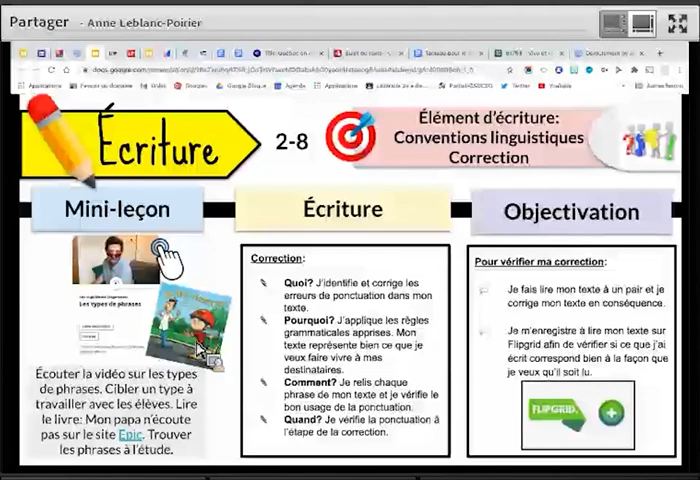 Partager - Anne Leblanc-Poirier
Applications
Écriture
2-8
Élément d'écriture:
Conventions linguistiques
Correction
Mini-leçon
Écriture
Objectivation
Les types de phrases
Écouter la vidéo sur les types
de phrases. Cibler un type à
travailler avec les élèves. Lire
le livre: Mon papa n'écoute
pas sur le site Epic. Trouver
les phrases à l'étude.
Correction:
Quoi? J'identifie et corrige les
erreurs de ponctuation dans mon
texte.
Pourquoi? J'applique les règles
grammaticales apprises. Mon
texte représente bien ce que je
veux faire vivre à mes
destinataires.
Comment? Je relis chaque
phrase de mon texte et je vérifie le
bon usage de la ponctuation.
Quand? Je vérifie la ponctuation à
l'étape de la correction.
Pour vérifier ma correction:
Je fais lire mon texte à un pair et je
corrige mon texte en conséquence.
Je m'enregistre à lire mon texte sur
Flipgrid afin de vérifier si ce que j'ai
écrit correspond bien à la façon que
je veux qu'il soit lu.
FLIPGRID